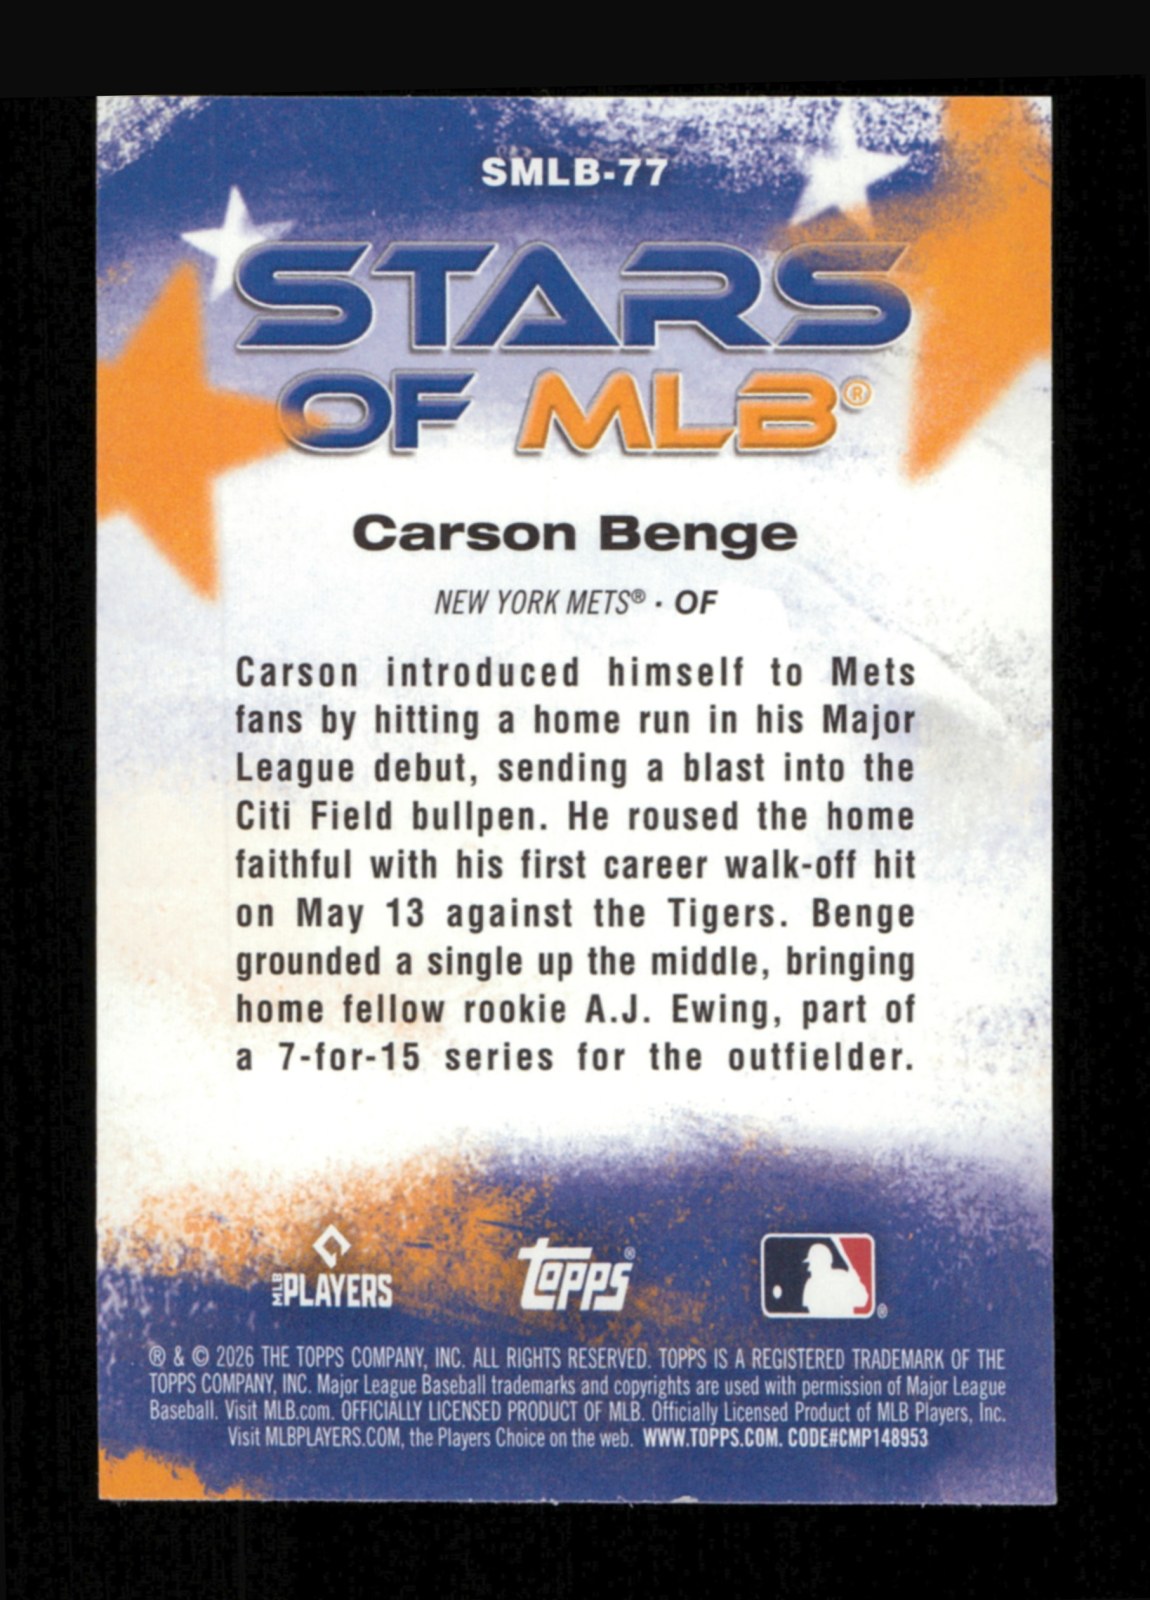 SMLB-77
STARS
OF MLB®
Carson Benge
NEW YORK METS® · OF
Carson introduced himself to Mets
fans by hitting a home run in his Major
League debut, sending a blast into the
Citi Field bullpen. He roused the home
faithful with his first career walk-off hit
on May 13 against the Tigers. Benge
grounded a single up the middle, bringing
home fellow rookie A.J. Ewing, part of
a 7-for-15 series for the outfielder.
MLB PLAYERS
Topps®
®
® & © 2026 THE TOPPS COMPANY, INC. ALL RIGHTS RESERVED. TOPPS IS A REGISTERED TRADEMARK OF THE
TOPPS COMPANY, INC. Major League Baseball trademarks and copyrights are used with permission of Major League
Baseball. Visit MLB.com. OFFICIALLY LICENSED PRODUCT OF MLB. Officially Licensed Product of MLB Players, Inc.
Visit MLBPLAYERS.COM, the Players Choice on the web. WWW.TOPPS.COM. CODE#CMP148953